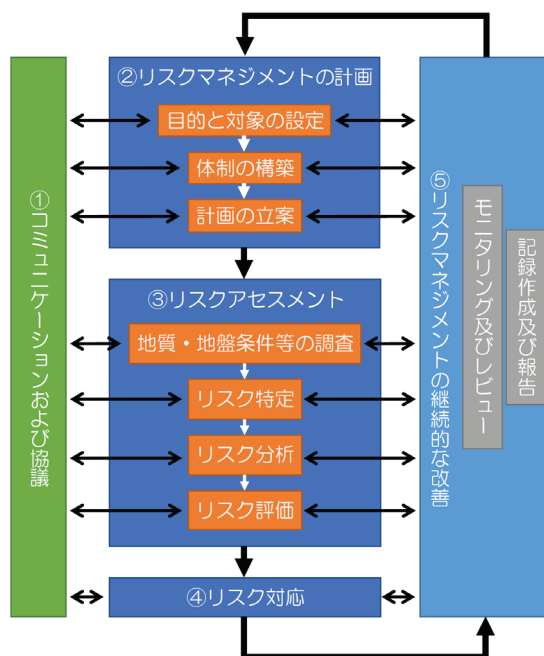 ①コミュニケーションおよび協議
②リスクマネジメントの計画
目的と対象の設定
体制の構築
計画の立案
③リスクアセスメント
地質・地盤条件等の調査
リスク特定
リスク分析
リスク評価
④リスク対応
⑤リスクマネジメントの継続的な改善
モニタリング及びレビュー
記録作成及び報告